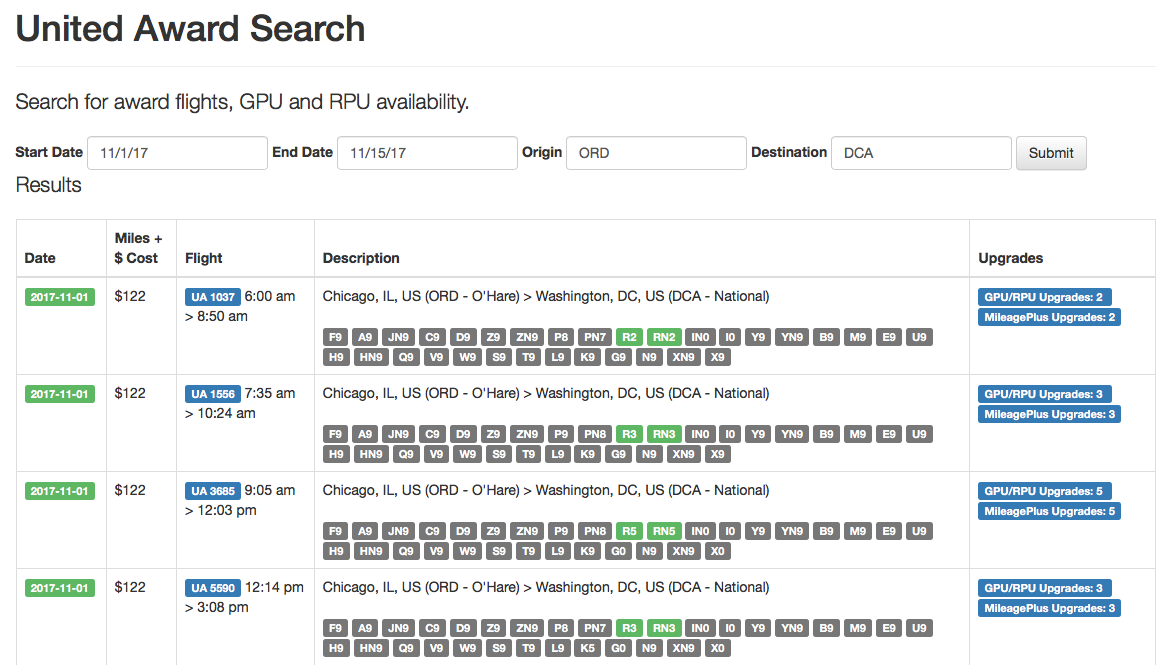 United Award Search
Search for award flights, GPU and RPU availability.
Start Date 11/1/17 End Date 11/15/17 Origin ORD Destination DCA Submit
Results
Date Miles + $ Cost Flight Description Upgrades
2017-11-01 $122 UA 1037 6:00 am Chicago, IL, US (ORD - O'Hare) > Washington, DC, US (DCA - National) GPU/RPU Upgrades: 2
> 8:50 am MileagePlus Upgrades: 2
F9 A9 JN9 C9 D9 Z9 ZN9 P8 PN7 R2 RN2 IN0 I0 Y9 YN9 B9 M9 E9 U9
H9 HN9 Q9 V9 W9 S9 T9 L9 K9 G9 N9 XN9 X9
2017-11-01 $122 UA 1556 7:35 am Chicago, IL, US (ORD - O'Hare) > Washington, DC, US (DCA - National) GPU/RPU Upgrades: 3
> 10:24 am MileagePlus Upgrades: 3
F9 A9 JN9 C9 D9 Z9 ZN9 P9 PN8 R3 RN3 IN0 I0 Y9 YN9 B9 M9 E9 U9
H9 HN9 Q9 V9 W9 S9 T9 L9 K9 G9 N9 XN9 X9
2017-11-01 $122 UA 3685 9:05 am Chicago, IL, US (ORD - O'Hare) > Washington, DC, US (DCA - National) GPU/RPU Upgrades: 5
> 12:03 pm MileagePlus Upgrades: 5
F9 A9 JN9 C9 D9 Z9 ZN9 P9 PN8 R5 RN5 IN0 I0 Y9 YN9 B9 M9 E9 U9
H9 HN9 Q9 V9 W9 S9 T9 L9 K9 G0 N9 XN9 X0
2017-11-01 $122 UA 5590 12:14 pm Chicago, IL, US (ORD - O'Hare) > Washington, DC, US (DCA - National) GPU/RPU Upgrades: 3
> 3:08 pm MileagePlus Upgrades: 3
F9 A9 JN9 C9 D9 Z9 ZN9 P8 PN7 R3 RN3 IN0 I0 Y9 YN9 B9 M9 E9 U9
H9 HN9 Q9 V9 W9 S9 T9 L9 K5 G0 N9 XN9 X0